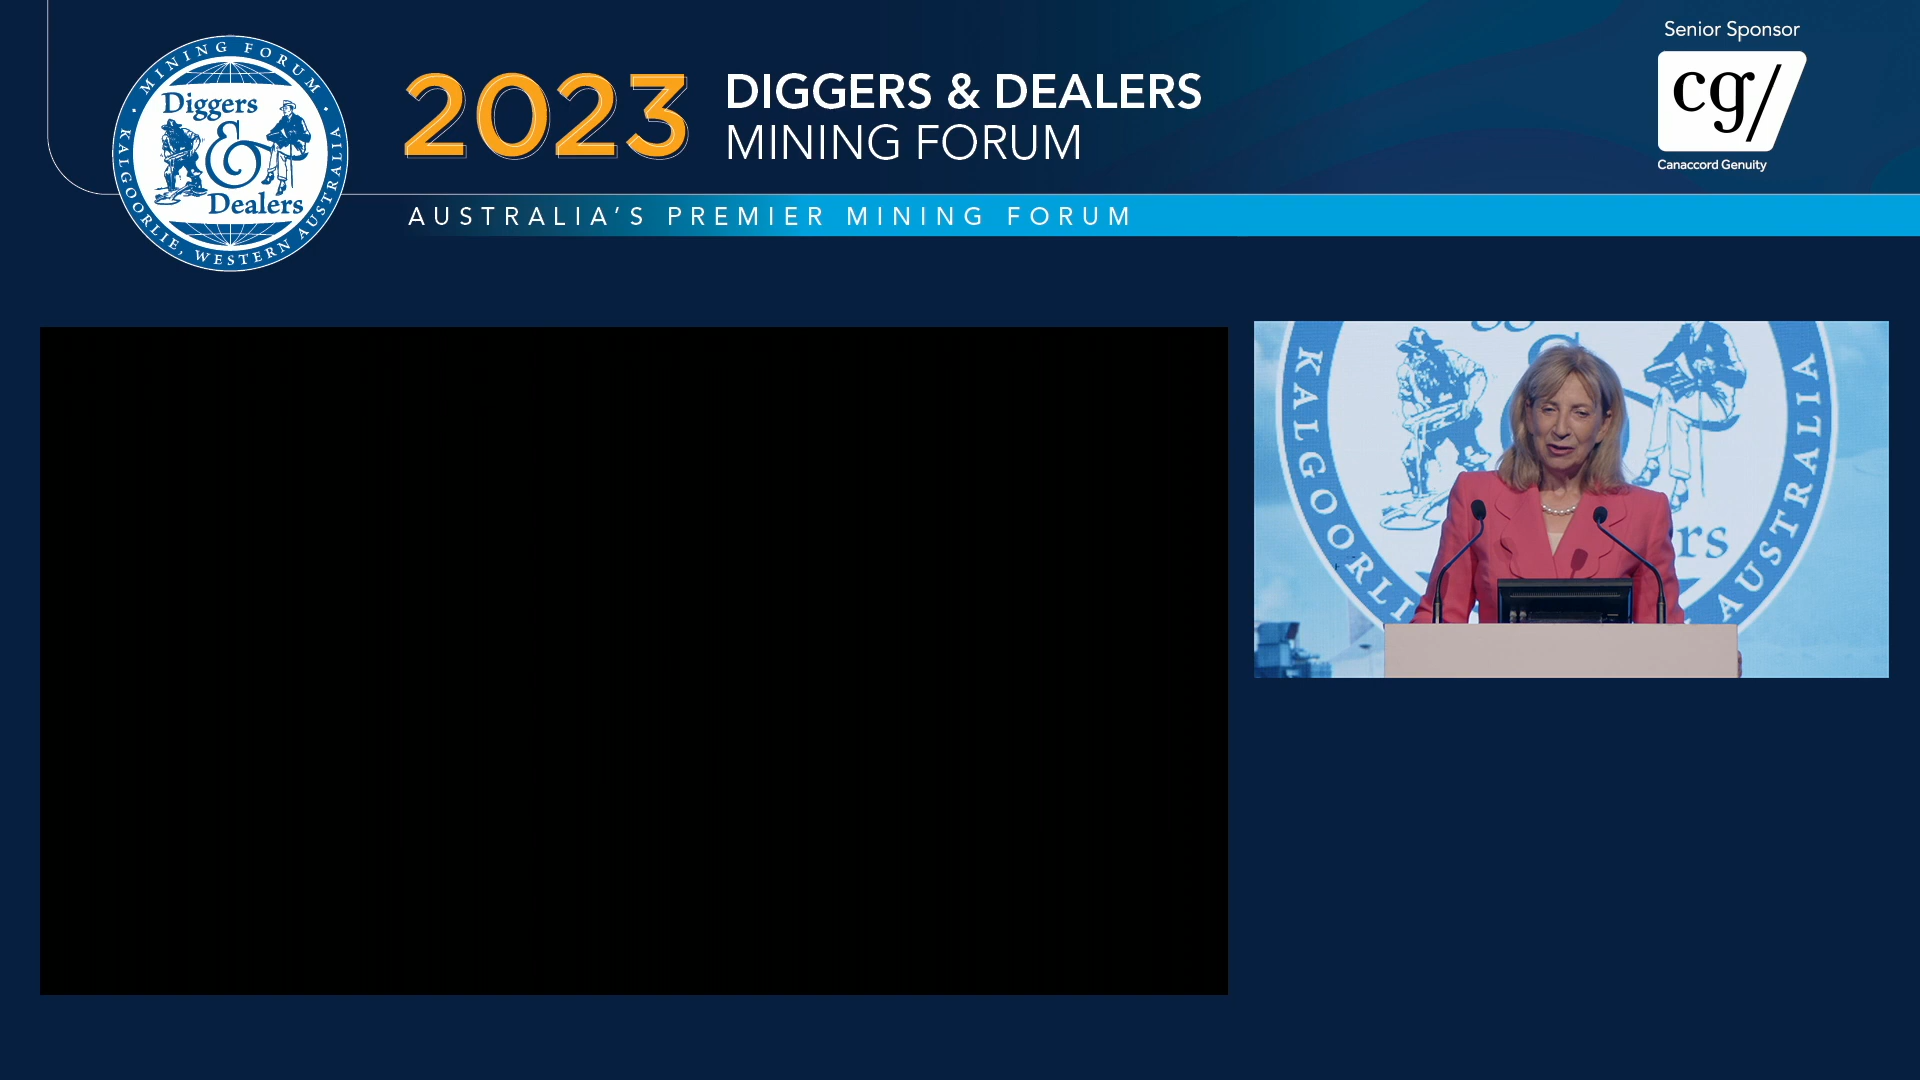 Senior Sponsor
cg/
Canaccord Genuity
MINING FORUM
Diggers
&
Dealers
KALGOORLIE, WESTERN AUSTRALIA
2023
DIGGERS & DEALERS
MINING FORUM
AUSTRALIA'S PREMIER MINING FORUM
KALGOORLI
rs
AUSTRALIA